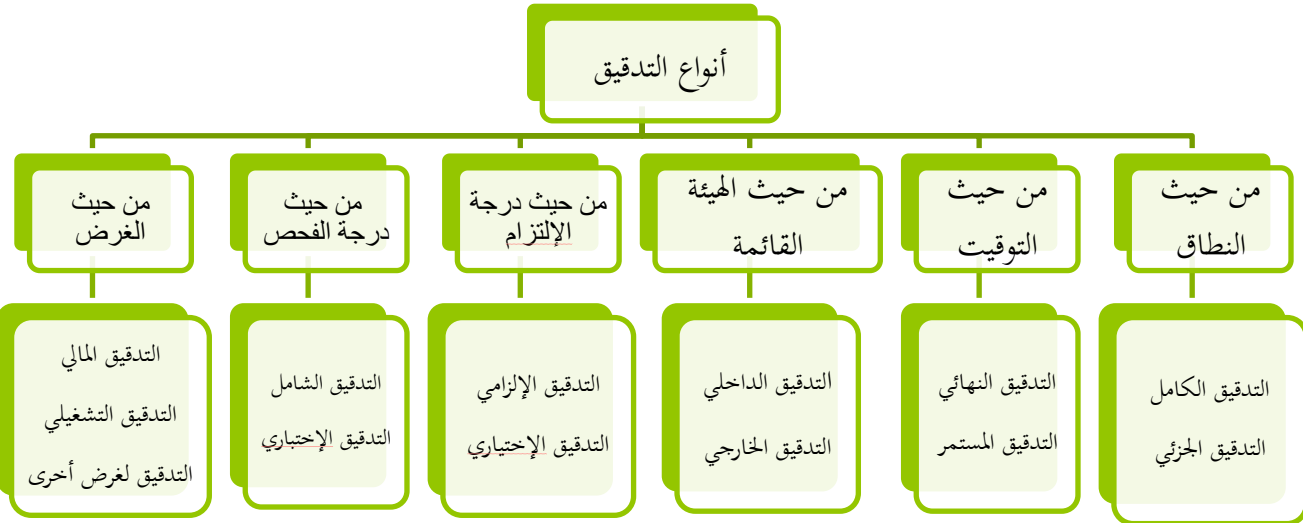 أنواع التدقيق
من حيث
النطاق
من حيث
التوقيت
من حيث الهيئة
القائمة
من حيث درجة
الإلتزام
من حيث
درجة الفحص
من حيث
الغرض
التدقيق الكامل
التدقيق الجزئي
التدقيق النهائي
التدقيق المستمر
التدقيق الداخلي
التدقيق الخارجي
التدقيق الإلزامي
التدقيق الإختياري
التدقيق الشامل
التدقيق الإختباري
التدقيق المالي
التدقيق التشغيلي
التدقيق لغرض أخرى